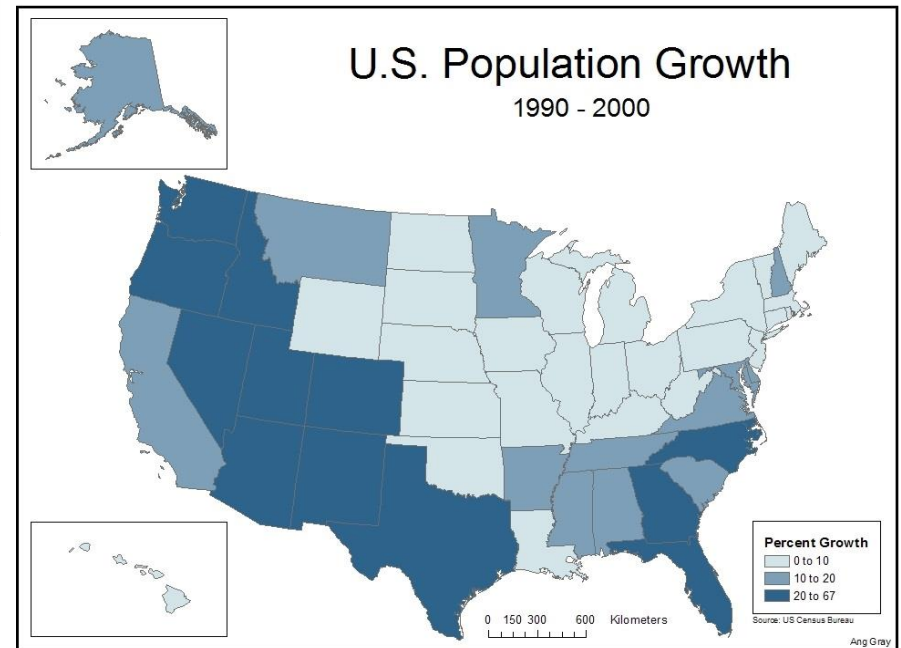 U.S. Population Growth
1990 - 2000
Percent Growth
0 to 10
10 to 20
20 to 67
0 150 300 600 Kilometers
Source: US Census Bureau
Ang Gray